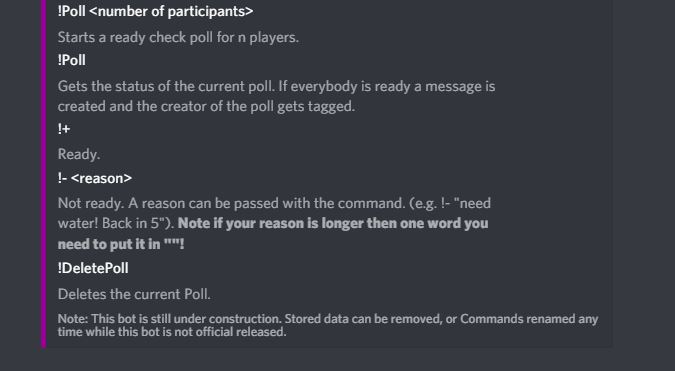 !Poll <number of participants>
Starts a ready check poll for n players.
!Poll
Gets the status of the current poll. If everybody is ready a message is
created and the creator of the poll gets tagged.
!+
Ready.
!- <reason>
Not ready. A reason can be passed with the command. (e.g. !- "need
water! Back in 5"). Note if your reason is longer then one word you
need to put it in ""!
!DeletePoll
Deletes the current Poll.
Note: This bot is still under construction. Stored data can be removed, or Commands renamed any
time while this bot is not official released.